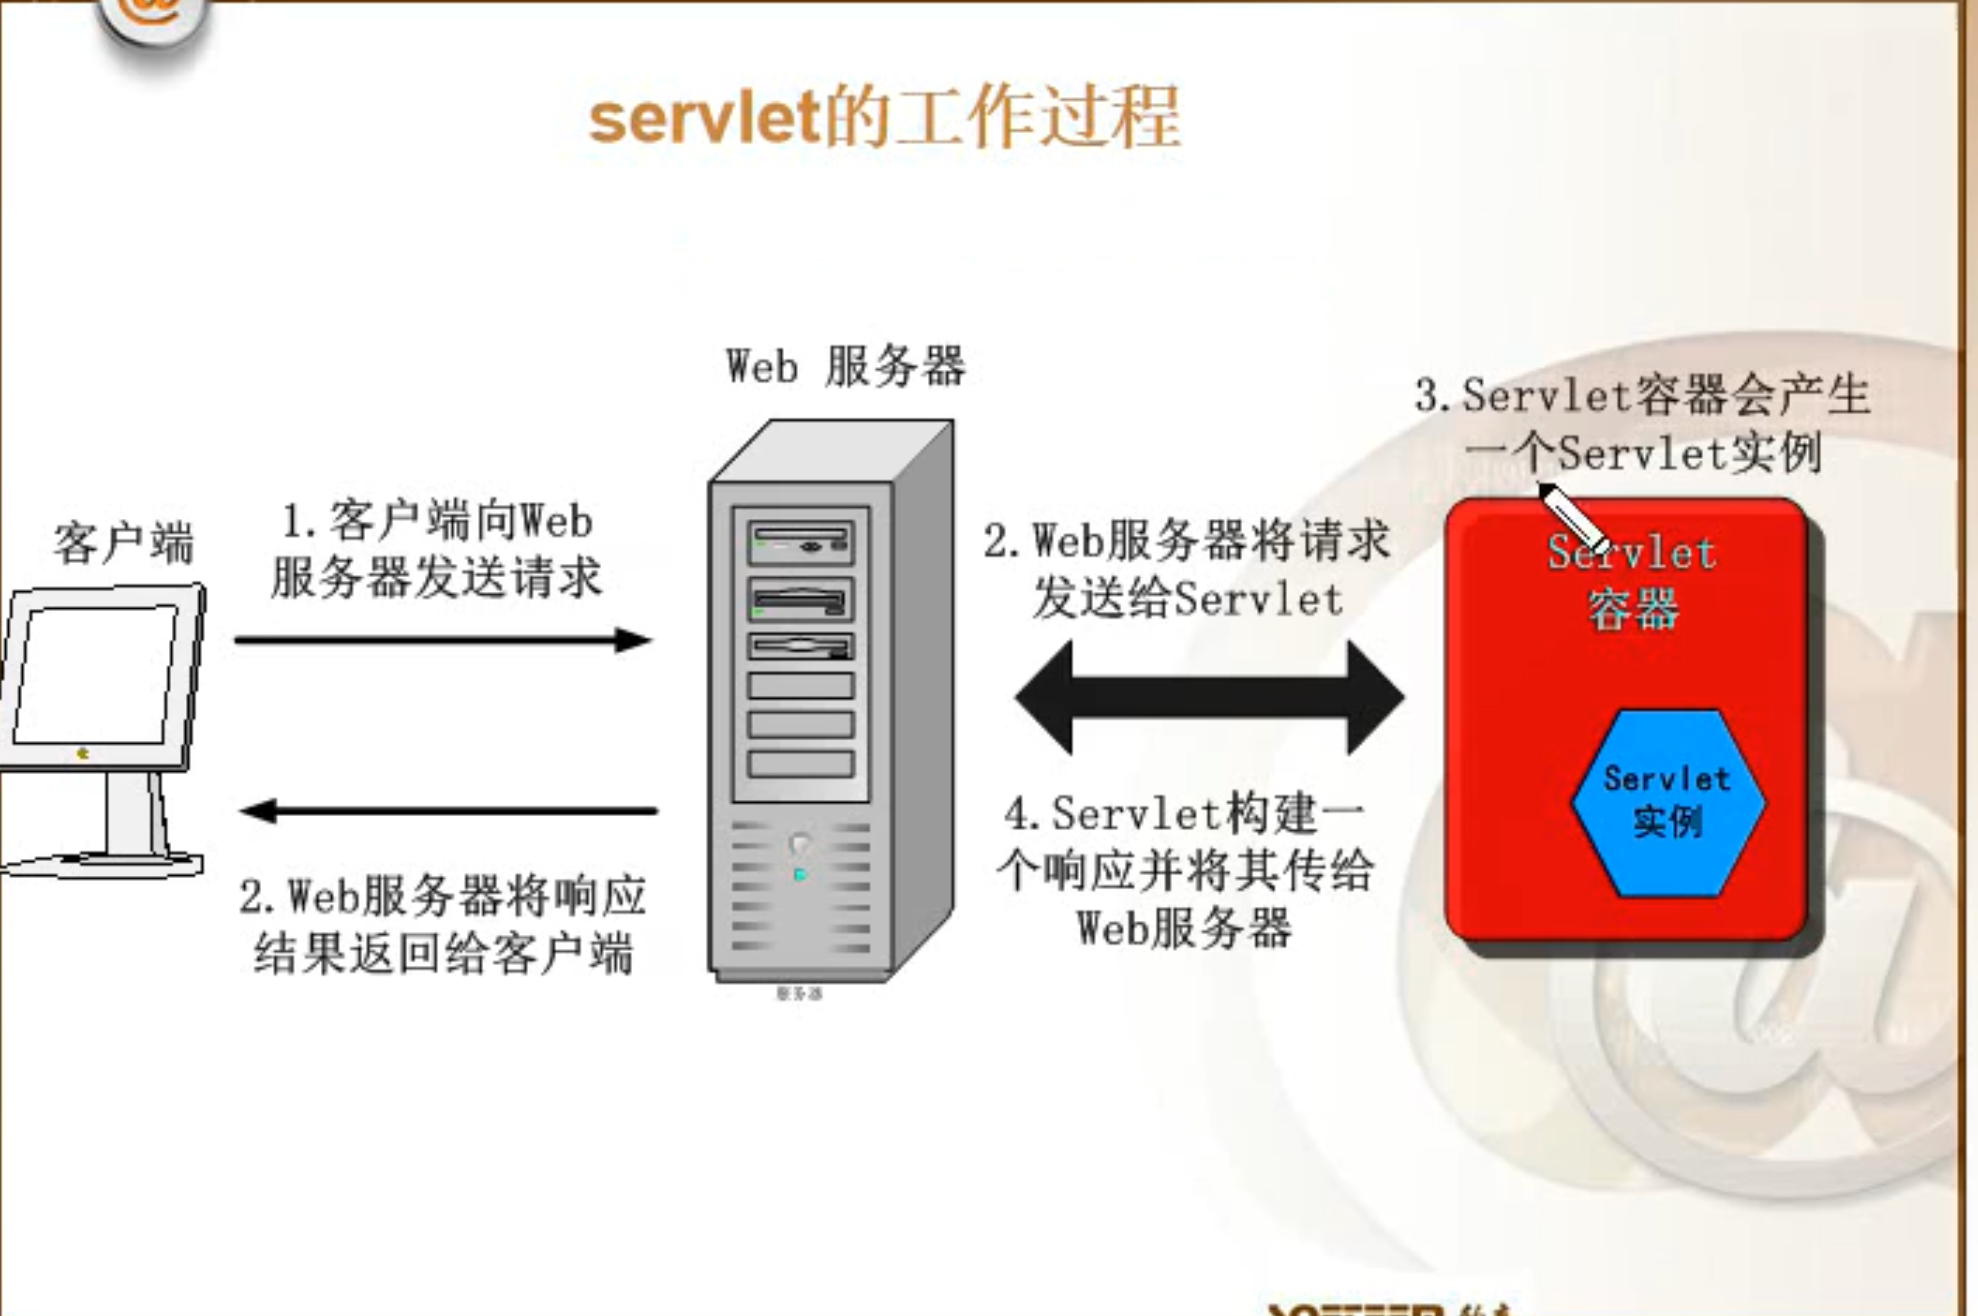 servlet的工作过程
Web 服务器
3.Servlet容器会产生
一个Servlet实例
客户端
1.客户端向Web
服务器发送请求
2.Web服务器将请求
发送给Servlet
Servlet
容器
Servlet
实例
2.Web服务器将响应
结果返回给客户端
4.Servlet构建一
个响应并将其传给
Web服务器
服务器